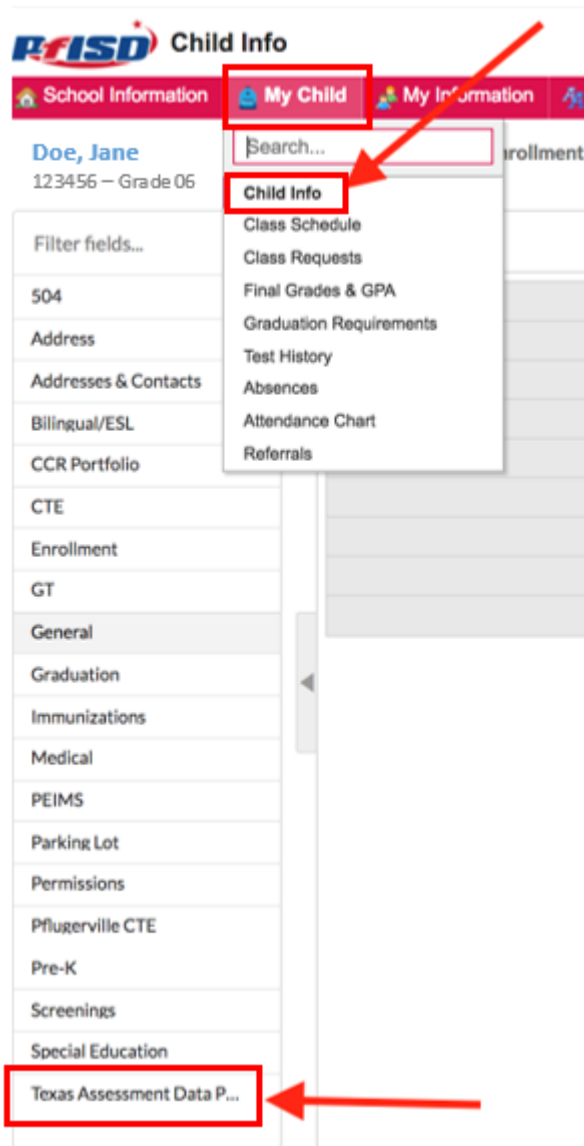 PfISD Child Info
School Information My Child My Information
Doe, Jane
123456 – Grade 06
Search...
rollment
Child Info
Class Schedule
Class Requests
Final Grades & GPA
Graduation Requirements
Test History
Absences
Attendance Chart
Referrals
Filter fields...
504
Address
Addresses & Contacts
Bilingual/ESL
CCR Portfolio
CTE
Enrollment
GT
General
Graduation
Immunizations
Medical
PEIMS
Parking Lot
Permissions
Pflugerville CTE
Pre-K
Screenings
Special Education
Texas Assessment Data P...